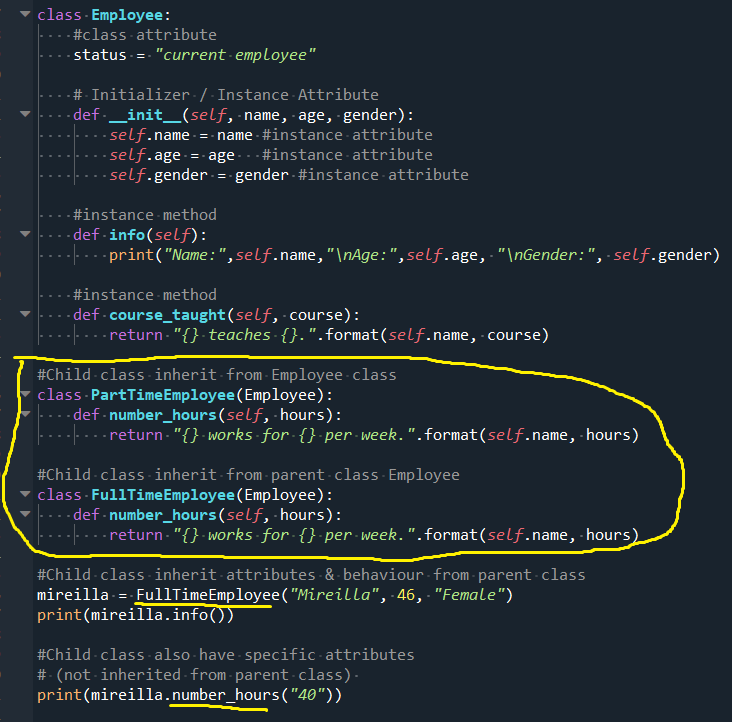 class Employee:
#class attribute
status = "current employee"
# Initializer / Instance Attribute
def __init__(self, name, age, gender):
self.name = name #instance attribute
self.age = age   #instance attribute
self.gender = gender #instance attribute
#instance method
def info(self):
print("Name:",self.name,"\nAge:",self.age, "\nGender:", self.gender)
#instance method
def course_taught(self, course):
return "{} teaches {}.".format(self.name, course)
#Child class inherit from Employee class
class PartTimeEmployee(Employee):
def number_hours(self, hours):
return "{} works for {} per week.".format(self.name, hours)
#Child class inherit from parent class Employee
class FullTimeEmployee(Employee):
def number_hours(self, hours):
return "{} works for {} per week.".format(self.name, hours)
#Child class inherit attributes & behaviour from parent class
mireilla = FullTimeEmployee("Mireilla", 46, "Female")
print(mireilla.info())
#Child class also have specific attributes
# (not inherited from parent class)
print(mireilla.number_hours("40"))